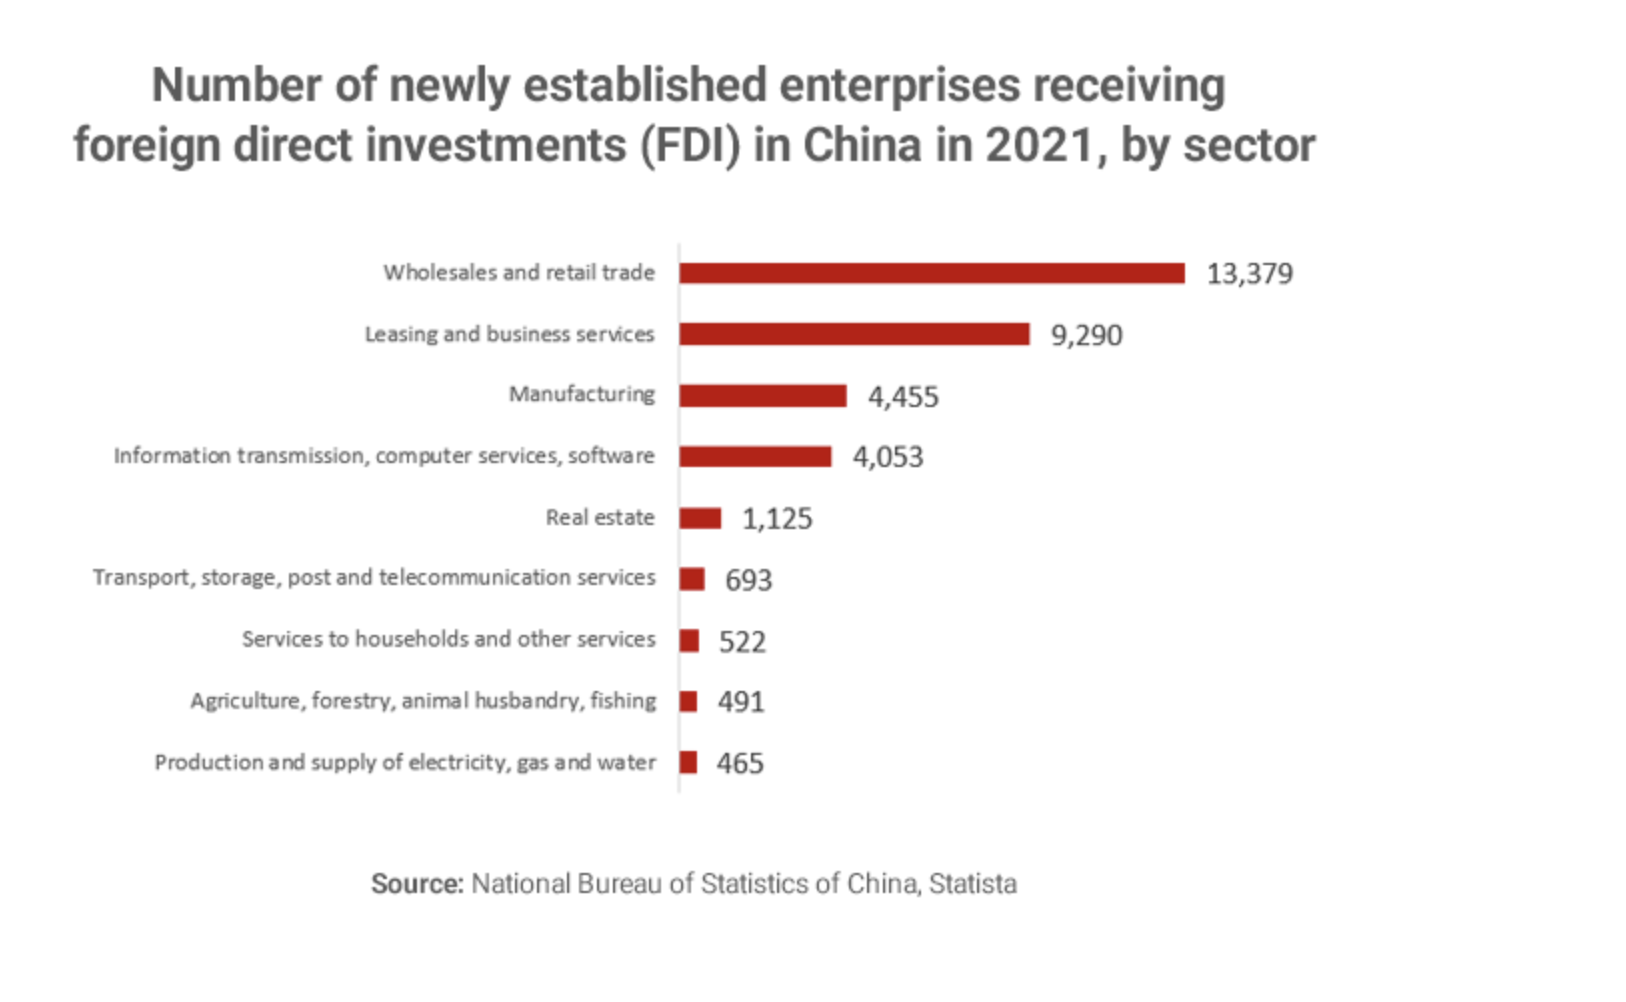 Number of newly established enterprises receiving
foreign direct investments (FDI) in China in 2021, by sector
Wholesales and retail trade 13,379
Leasing and business services 9,290
Manufacturing 4,455
Information transmission, computer services, software 4,053
Real estate 1,125
Transport, storage, post and telecommunication services 693
Services to households and other services 522
Agriculture, forestry, animal husbandry, fishing 491
Production and supply of electricity, gas and water 465
Source: National Bureau of Statistics of China, Statista